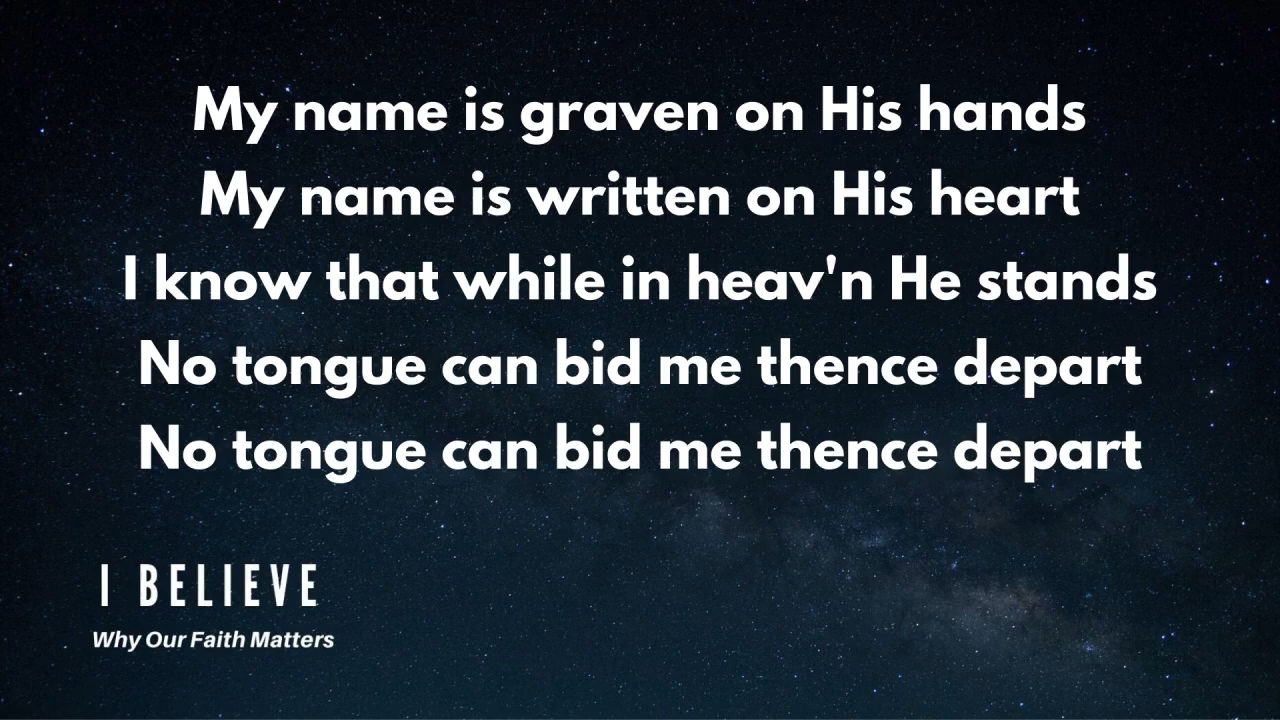 My name is graven on His hands
My name is written on His heart
I know that while in heav'n He stands
No tongue can bid me thence depart
No tongue can bid me thence depart
I BELIEVE
Why Our Faith Matters